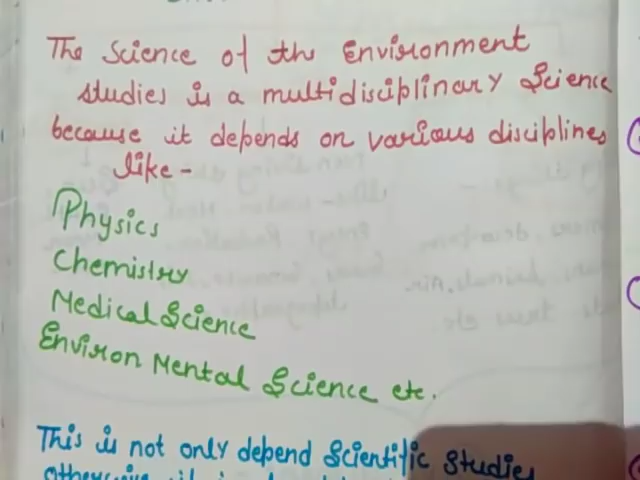 The Science of the Environment
studies is a multidisciplinary Science
because it depends on various disciplines
like -
Physics
Chemistry
Medical Science
Environ Mental Science etc.
This is not only depend Scientific Studies